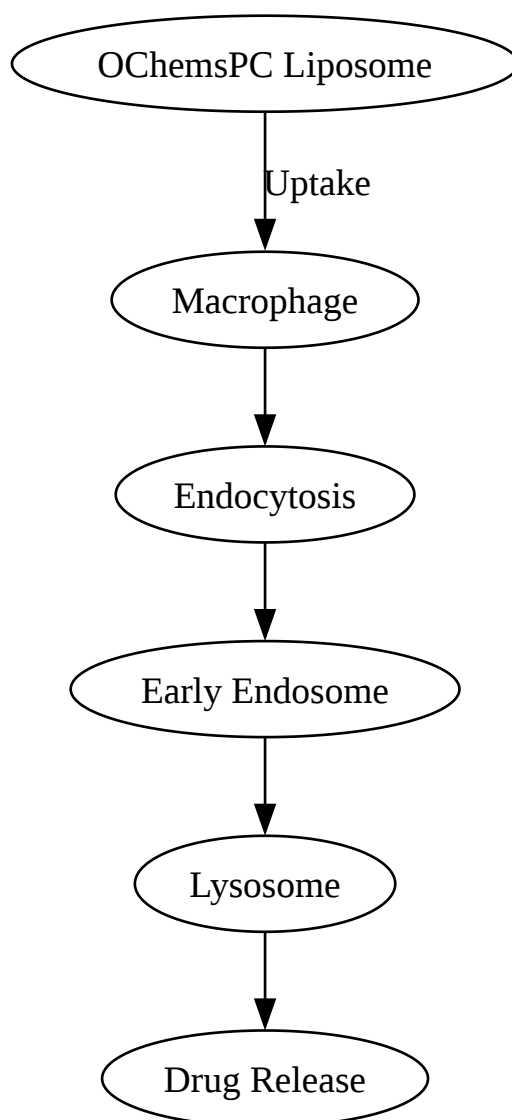 OChemsPC Liposome
Uptake
Macrophage
Endocytosis
Early Endosome
Lysosome
Drug Release